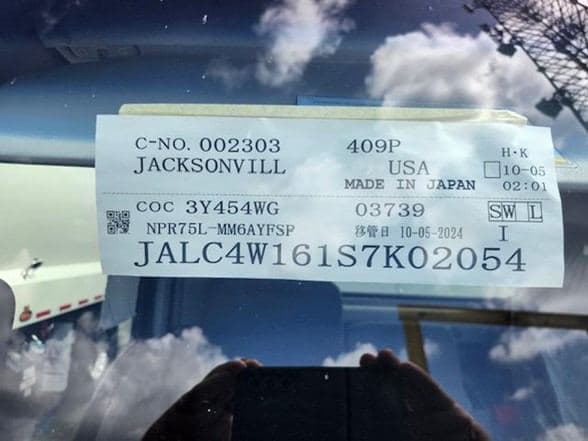 C-NO. 002303 409P H·K
JACKSONVILL USA 10-05
MADE IN JAPAN 02:01
COC 3Y454WG 03739 SW L
NPR75L-MM6AYFSP 移管日 10-05-2024 I
JALC4W161S7K02054